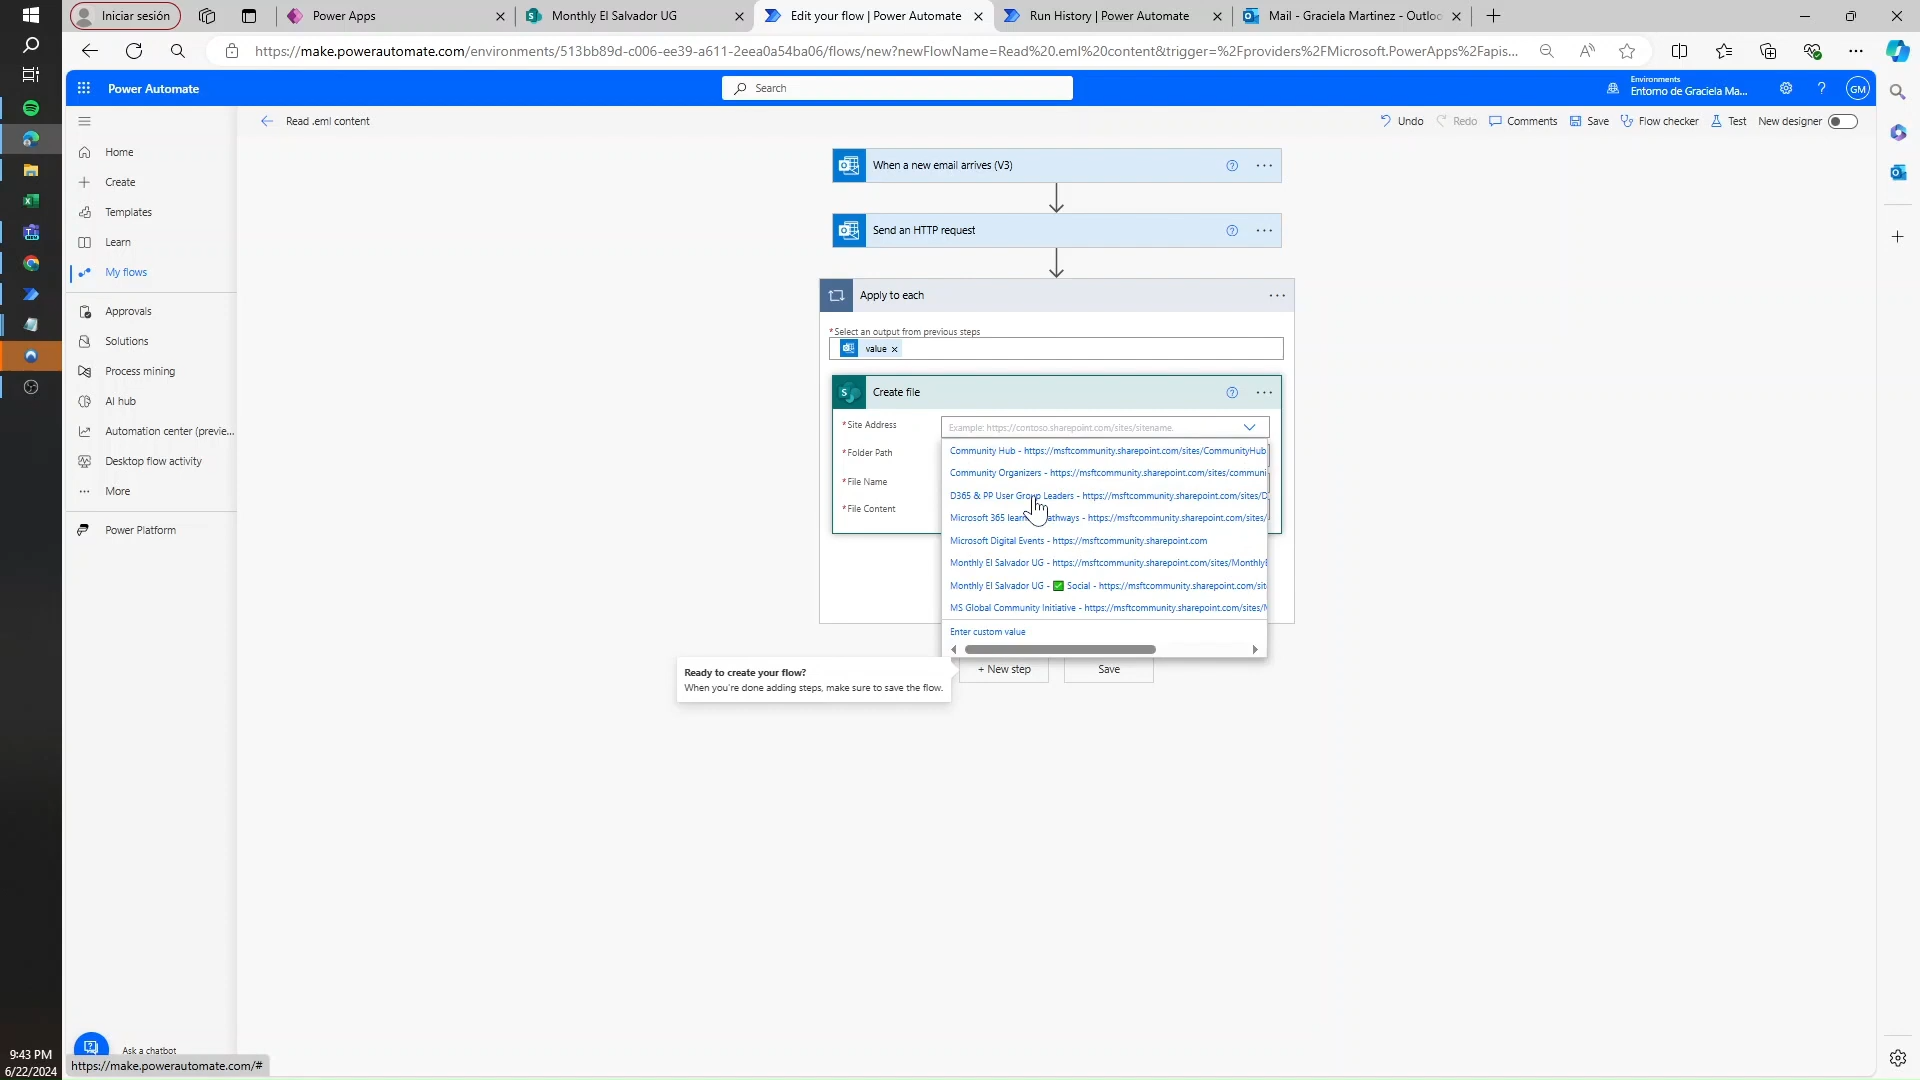 Iniciar sesión
Power Apps
Monthly El Salvador UG
Edit your flow | Power Automate
Run History | Power Automate
Mail - Graciela Martinez - Outloo
https://make.powerautomate.com/environments/513bb89d-c006-ee39-a611-2eea0a54ba06/flows/new?newFlowName=Read%20.eml%20content&trigger=%2Fproviders%2FMicrosoft.PowerApps%2Fapis...
Power Automate
Search
Environments
Entorno de Graciela Ma...
GM
Read .eml content
Undo
Redo
Comments
Save
Flow checker
Test
New designer
Home
Create
Templates
Learn
My flows
Approvals
Solutions
Process mining
AI hub
Automation center (previe...
Desktop flow activity
More
Power Platform
When a new email arrives (V3)
Send an HTTP request
Apply to each
*Select an output from previous steps
value
Create file
*Site Address
Example: https://contoso.sharepoint.com/sites/sitename.
*Folder Path
*File Name
*File Content
Community Hub - https://msftcommunity.sharepoint.com/sites/CommunityHub
Community Organizers - https://msftcommunity.sharepoint.com/sites/communi
D365 & PP User Group Leaders - https://msftcommunity.sharepoint.com/sites/D
Microsoft 365 learning pathways - https://msftcommunity.sharepoint.com/sites/
Microsoft Digital Events - https://msftcommunity.sharepoint.com
Monthly El Salvador UG - https://msftcommunity.sharepoint.com/sites/MonthlyE
Monthly El Salvador UG - ✅ Social - https://msftcommunity.sharepoint.com/sit
MS Global Community Initiative - https://msftcommunity.sharepoint.com/sites/M
Enter custom value
Ready to create your flow?
When you're done adding steps, make sure to save the flow.
+ New step
Save
Ask a chatbot
https://make.powerautomate.com/#
9:43 PM
6/22/2024